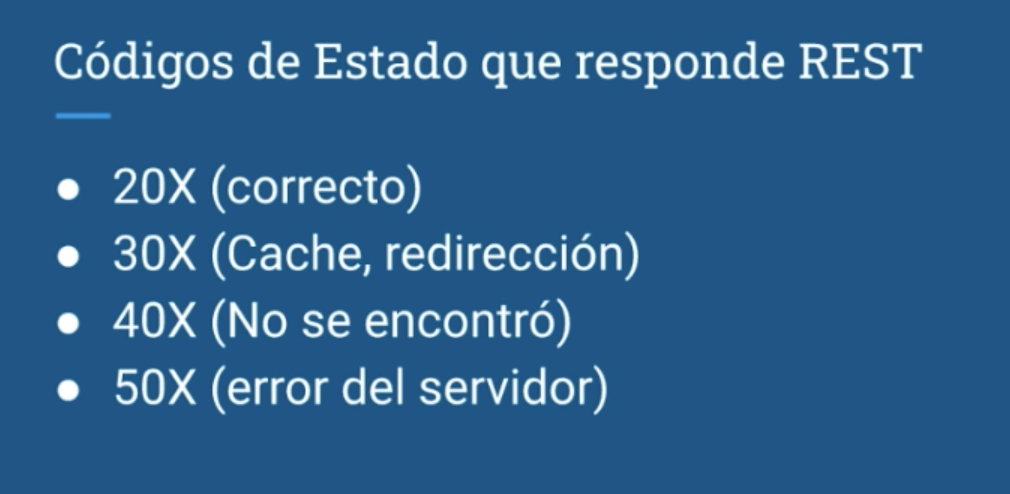 Códigos de Estado que responde REST
● 20X (correcto)
● 30X (Cache, redirección)
● 40X (No se encontró)
● 50X (error del servidor)